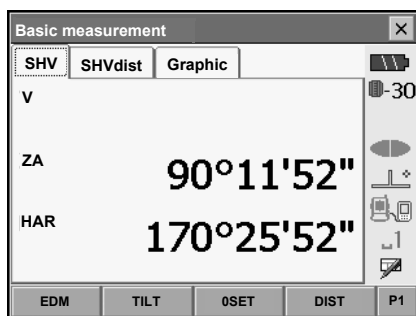 Basic measurement
SHV SHVdist Graphic
-30
V
ZA 90°11'52"
HAR 170°25'52"
1
EDM TILT 0SET DIST P1